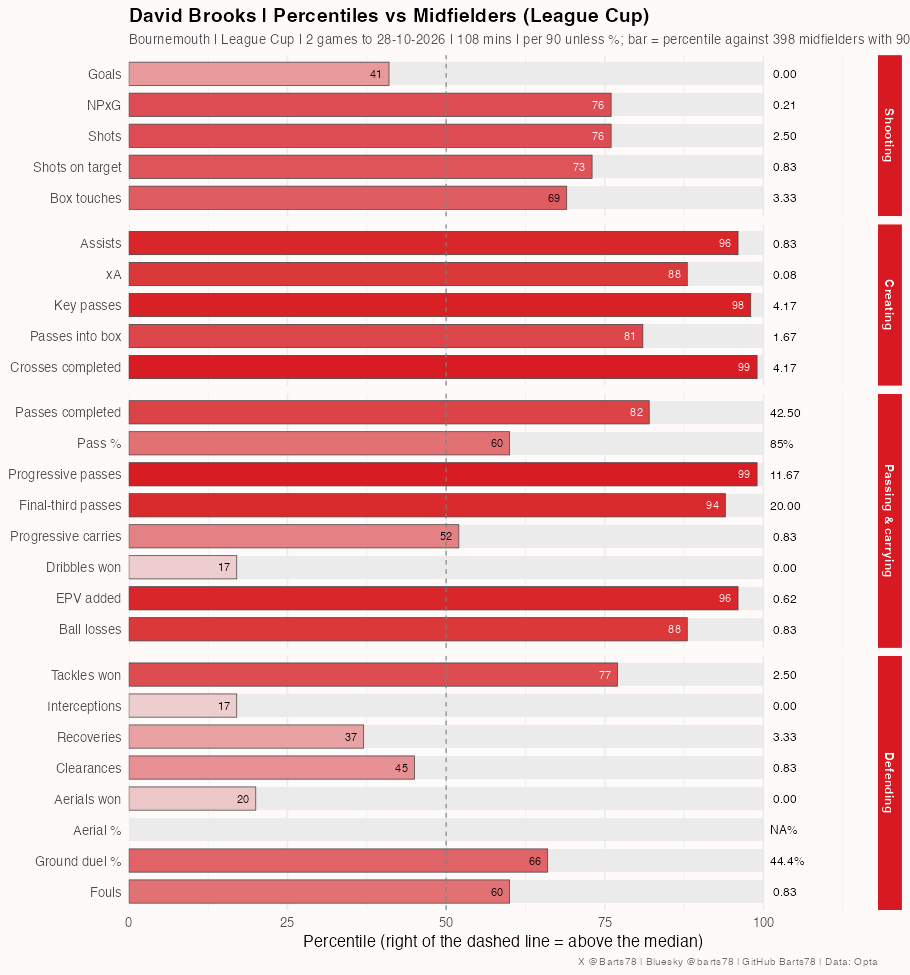 David Brooks | Percentiles vs Midfielders (League Cup)
Bournemouth | League Cup | 2 games to 28-10-2026 | 108 mins | per 90 unless %; bar = percentile against 398 midfielders with 90
Shooting
Goals 41 0.00
NPxG 76 0.21
Shots 76 2.50
Shots on target 73 0.83
Box touches 69 3.33
Creating
Assists 96 0.83
xA 88 0.08
Key passes 98 4.17
Passes into box 81 1.67
Crosses completed 99 4.17
Passing & carrying
Passes completed 82 42.50
Pass % 60 85%
Progressive passes 99 11.67
Final-third passes 94 20.00
Progressive carries 52 0.83
Dribbles won 17 0.00
EPV added 96 0.62
Ball losses 88 0.83
Defending
Tackles won 77 2.50
Interceptions 17 0.00
Recoveries 37 3.33
Clearances 45 0.83
Aerials won 20 0.00
Aerial % NA%
Ground duel % 66 44.4%
Fouls 60 0.83
0 25 50 75 100
Percentile (right of the dashed line = above the median)
X @Barts78 | Bluesky @barts78 | GitHub Barts78 | Data: Opta